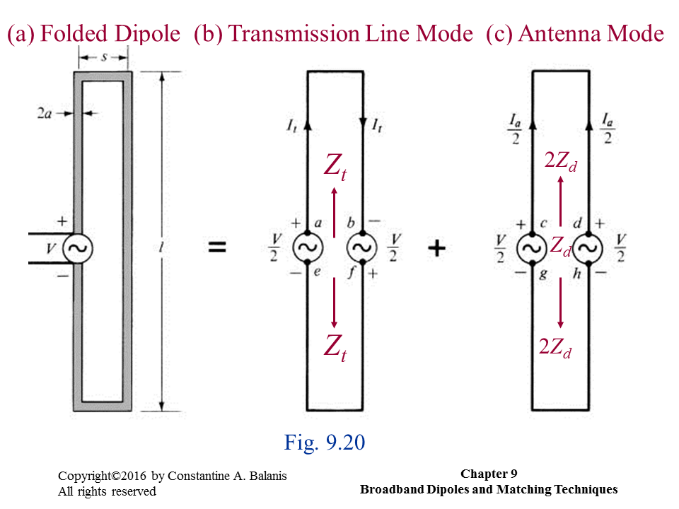 (a) Folded Dipole (b) Transmission Line Mode (c) Antenna Mode
s
2a
+
V
−
l
=
I_t
I_t
Z_t
+ a b −
V/2
V/2
− e f +
Z_t
+
I_a/2
I_a/2
2Z_d
+ c d +
V/2
Z_d
V/2
− g h −
2Z_d
Fig. 9.20
Copyright©2016 by Constantine A. Balanis
All rights reserved
Chapter 9
Broadband Dipoles and Matching Techniques